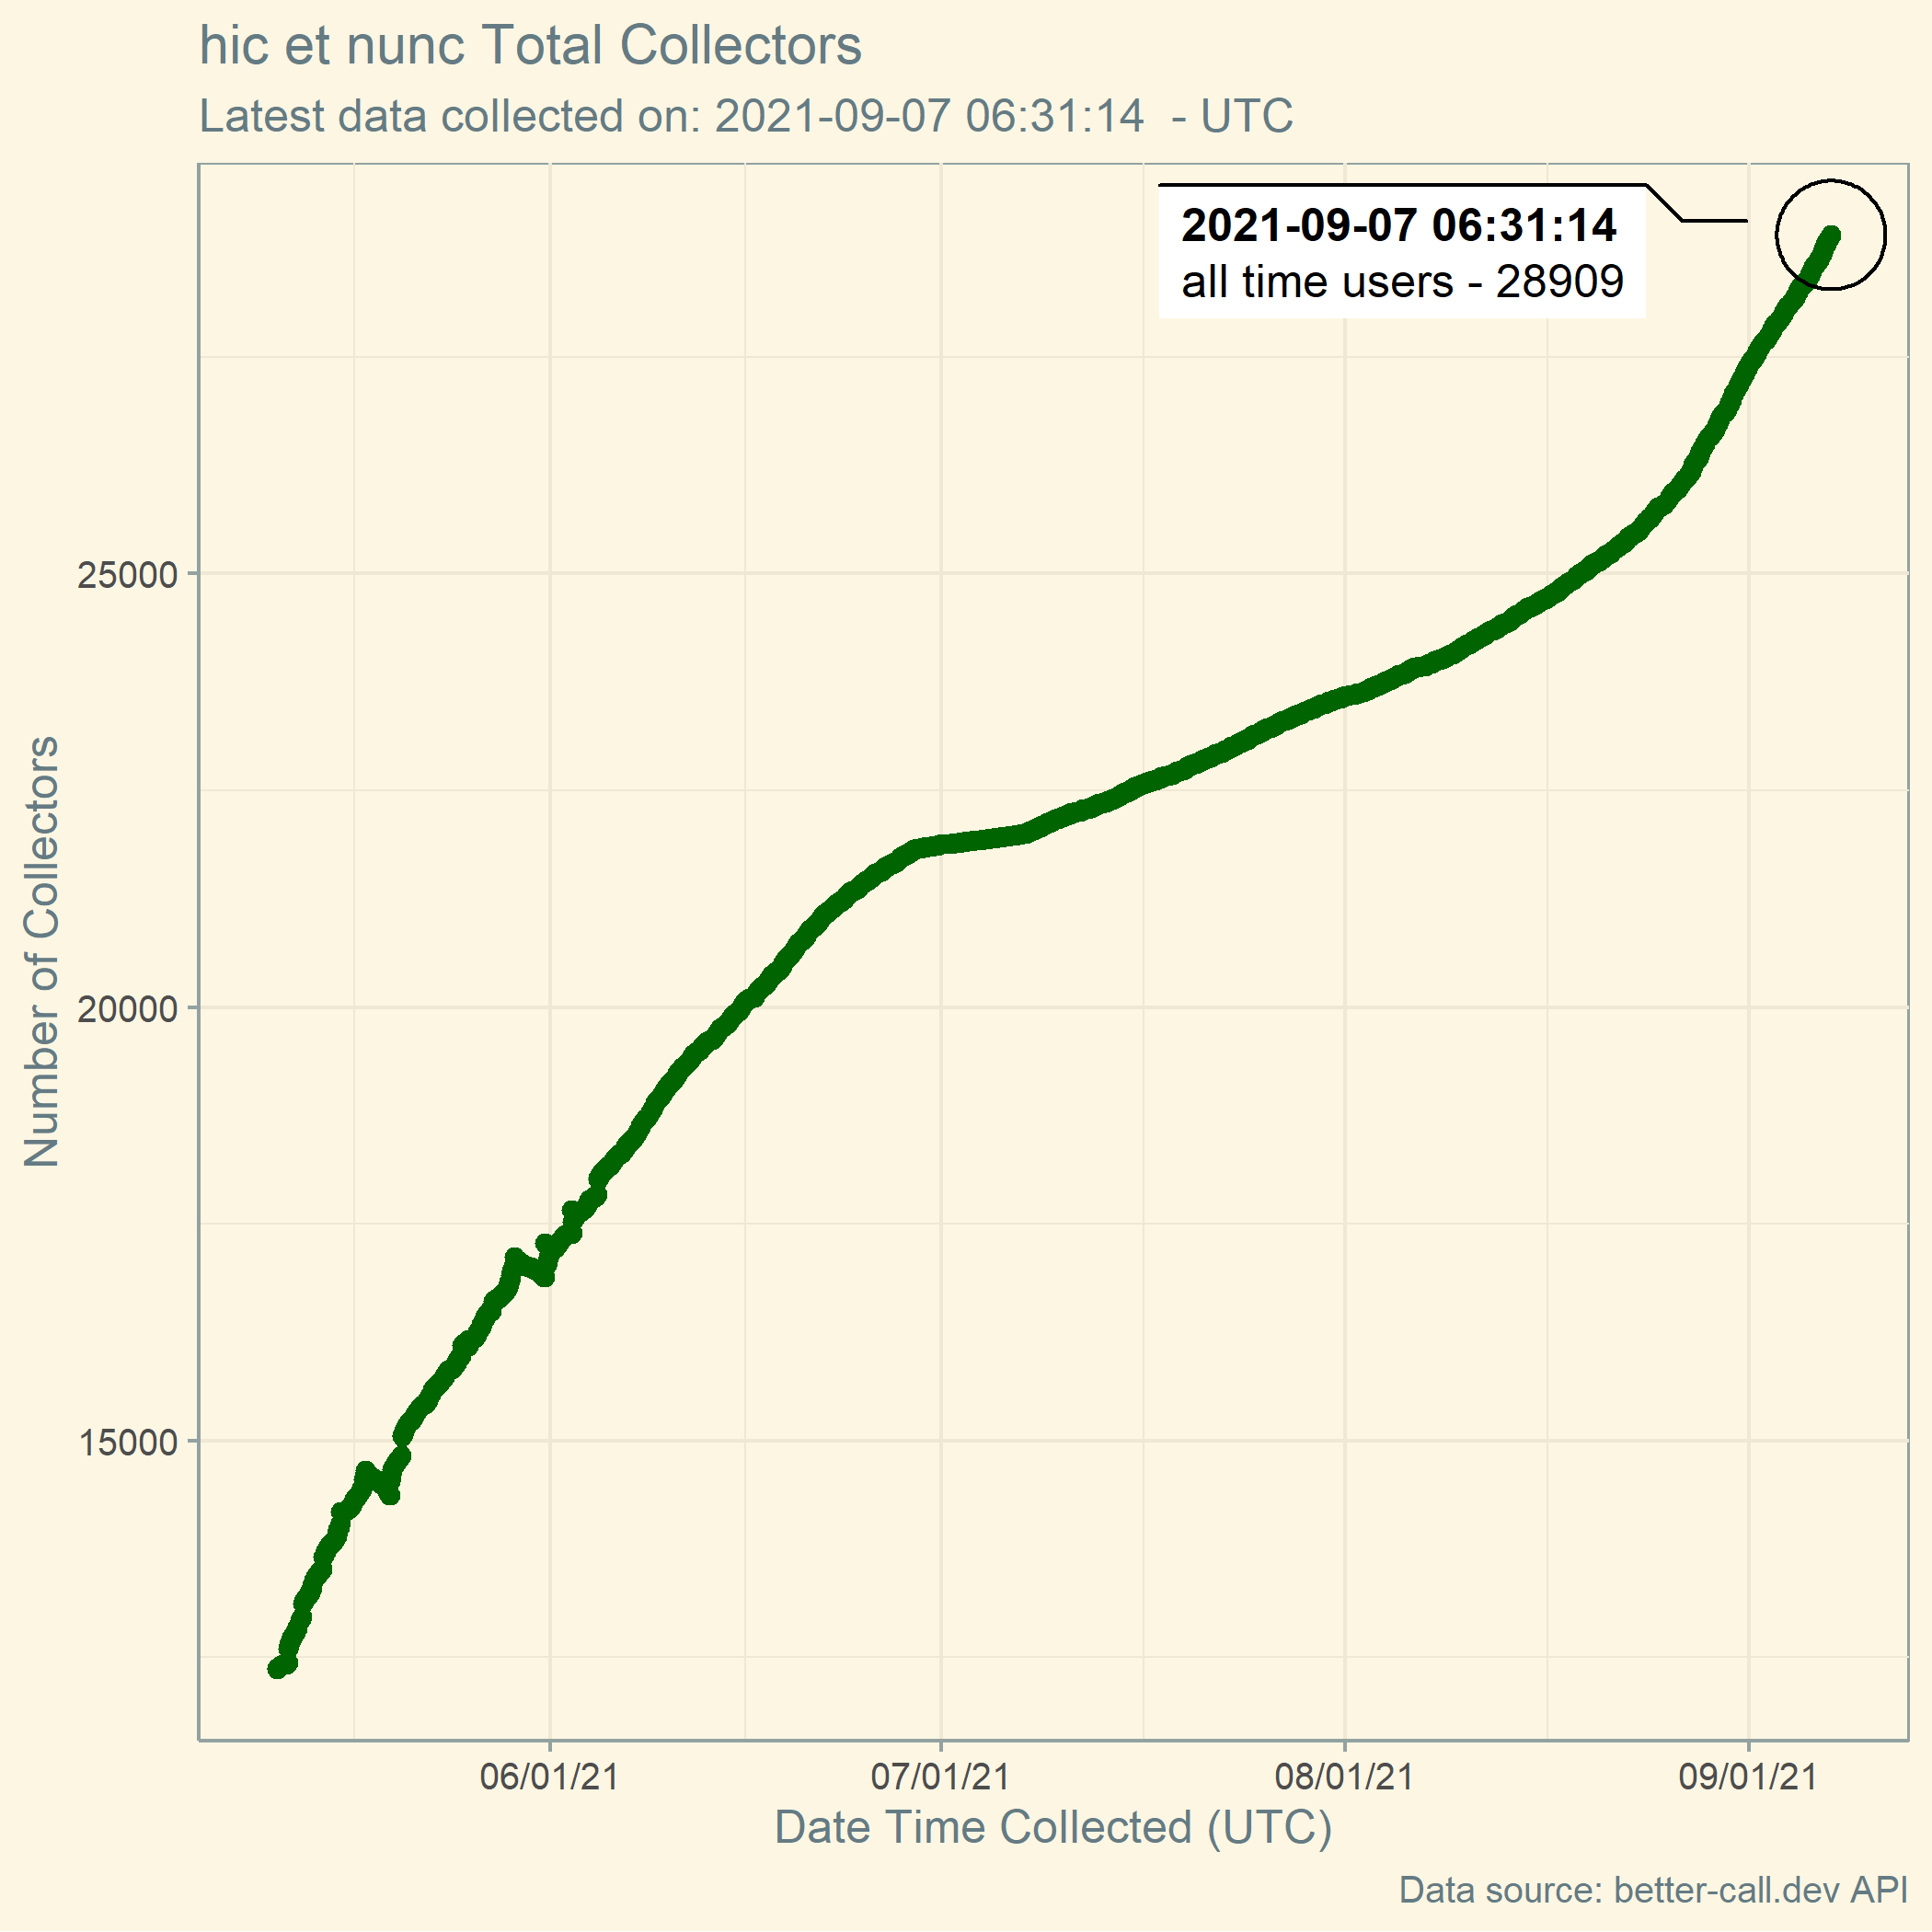 hic et nunc Total Collectors
Latest data collected on: 2021-09-07 06:31:14 - UTC
2021-09-07 06:31:14
all time users - 28909
Number of Collectors
25000
20000
15000
06/01/21 07/01/21 08/01/21 09/01/21
Date Time Collected (UTC)
Data source: better-call.dev API